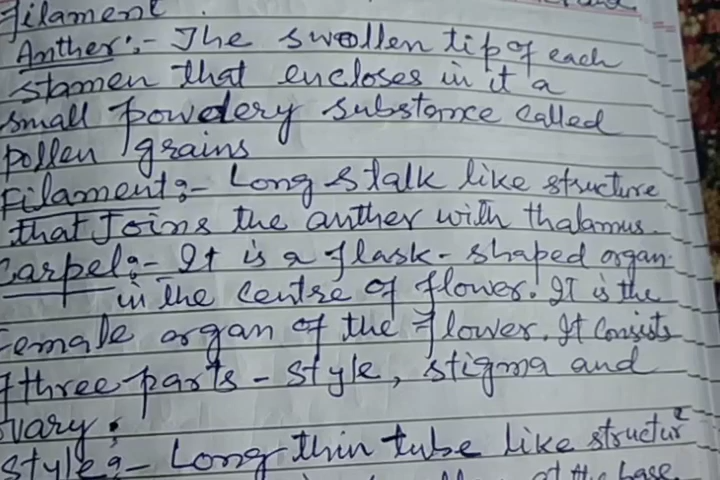 Filament.
Anther:- The swollen tip of each
stamen that encloses in it a
small powdery substance called
pollen grains
Filament:- Long stalk like structure
that Joins the anther with thalamus.
Carpel:- It is a flask-shaped organ
in the centre of flower. It is the
Female organ of the flower. It Consists
of three parts - style, stigma and
ovary.
Style:- Long thin tube like structure
at the base